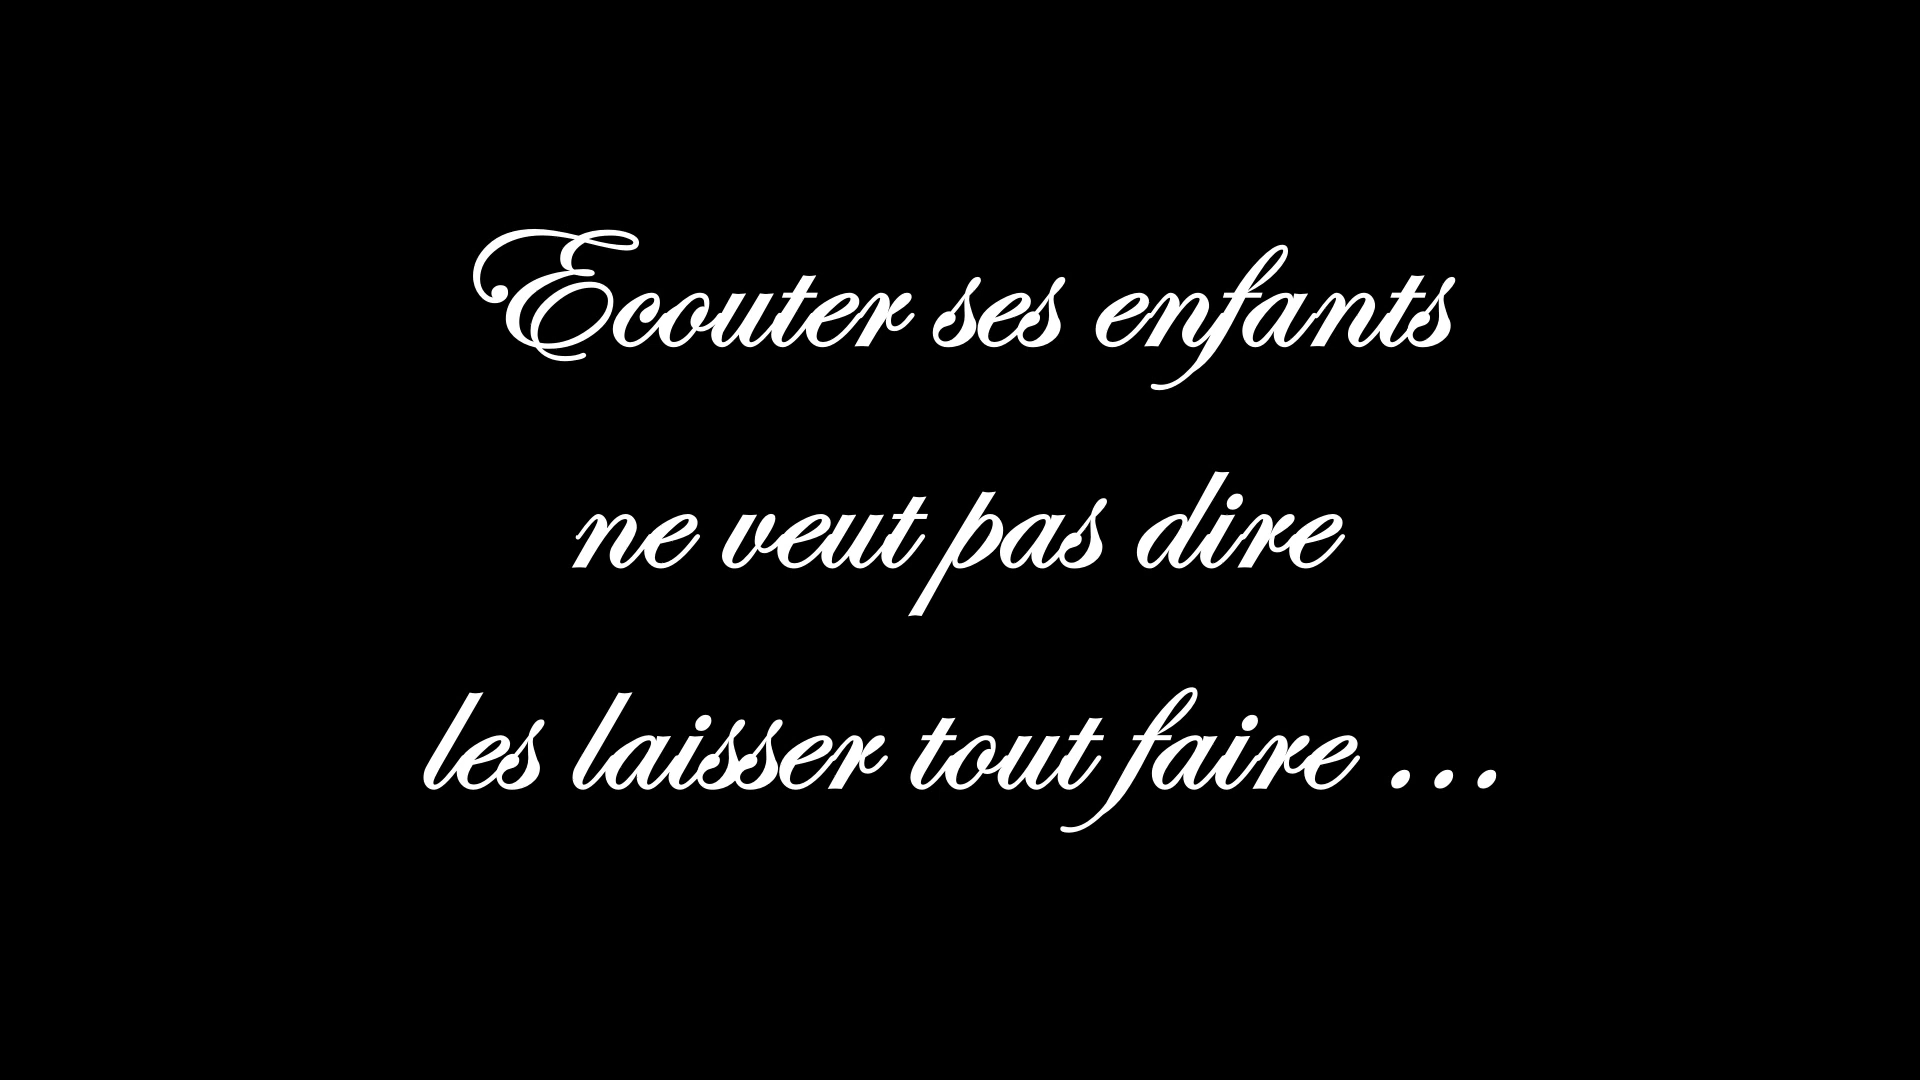 Ecouter ses enfants
ne veut pas dire
les laisser tout faire ...